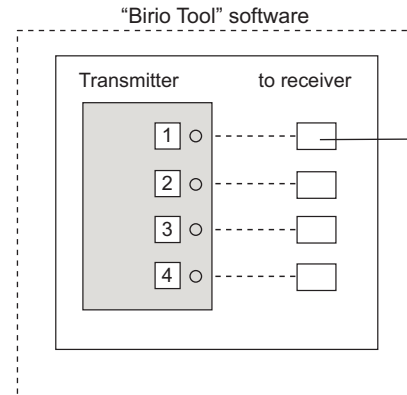 “Birio Tool” software
Transmitter to receiver
1
2
3
4